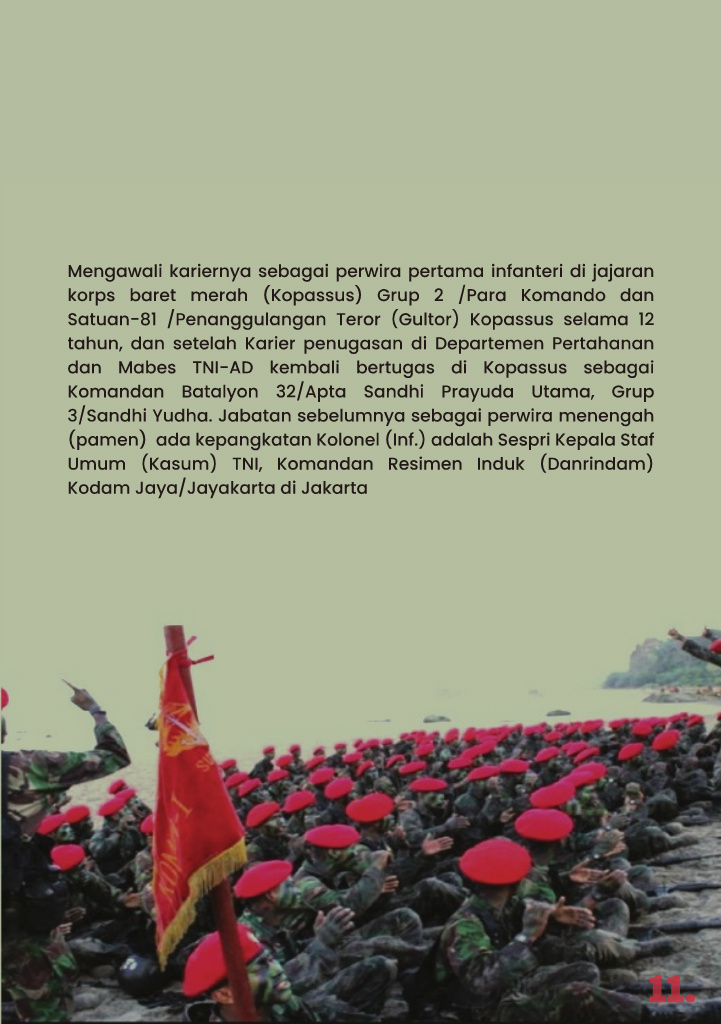 Mengawali kariernya sebagai perwira pertama infanteri di jajaran
korps baret merah (Kopassus) Grup 2 /Para Komando dan
Satuan-81 /Penanggulangan Teror (Gultor) Kopassus selama 12
tahun, dan setelah Karier penugasan di Departemen Pertahanan
dan Mabes TNI-AD kembali bertugas di Kopassus sebagai
Komandan Batalyon 32/Apta Sandhi Prayuda Utama, Grup
3/Sandhi Yudha. Jabatan sebelumnya sebagai perwira menengah
(pamen)  ada kepangkatan Kolonel (Inf.) adalah Sespri Kepala Staf
Umum (Kasum) TNI, Komandan Resimen Induk (Danrindam)
Kodam Jaya/Jayakarta di Jakarta
11.